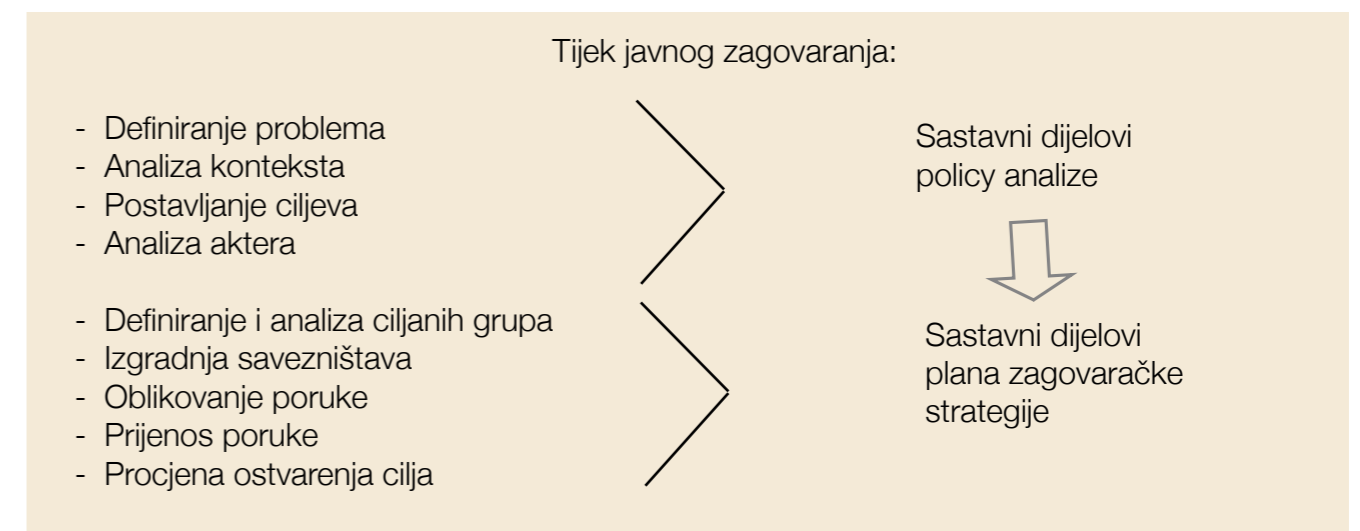 Tijek javnog zagovaranja:
- Definiranje problema
- Analiza konteksta
- Postavljanje ciljeva
- Analiza aktera
Sastavni dijelovi
policy analize
- Definiranje i analiza ciljanih grupa
- Izgradnja savezništava
- Oblikovanje poruke
- Prijenos poruke
- Procjena ostvarenja cilja
Sastavni dijelovi
plana zagovaračke
strategije